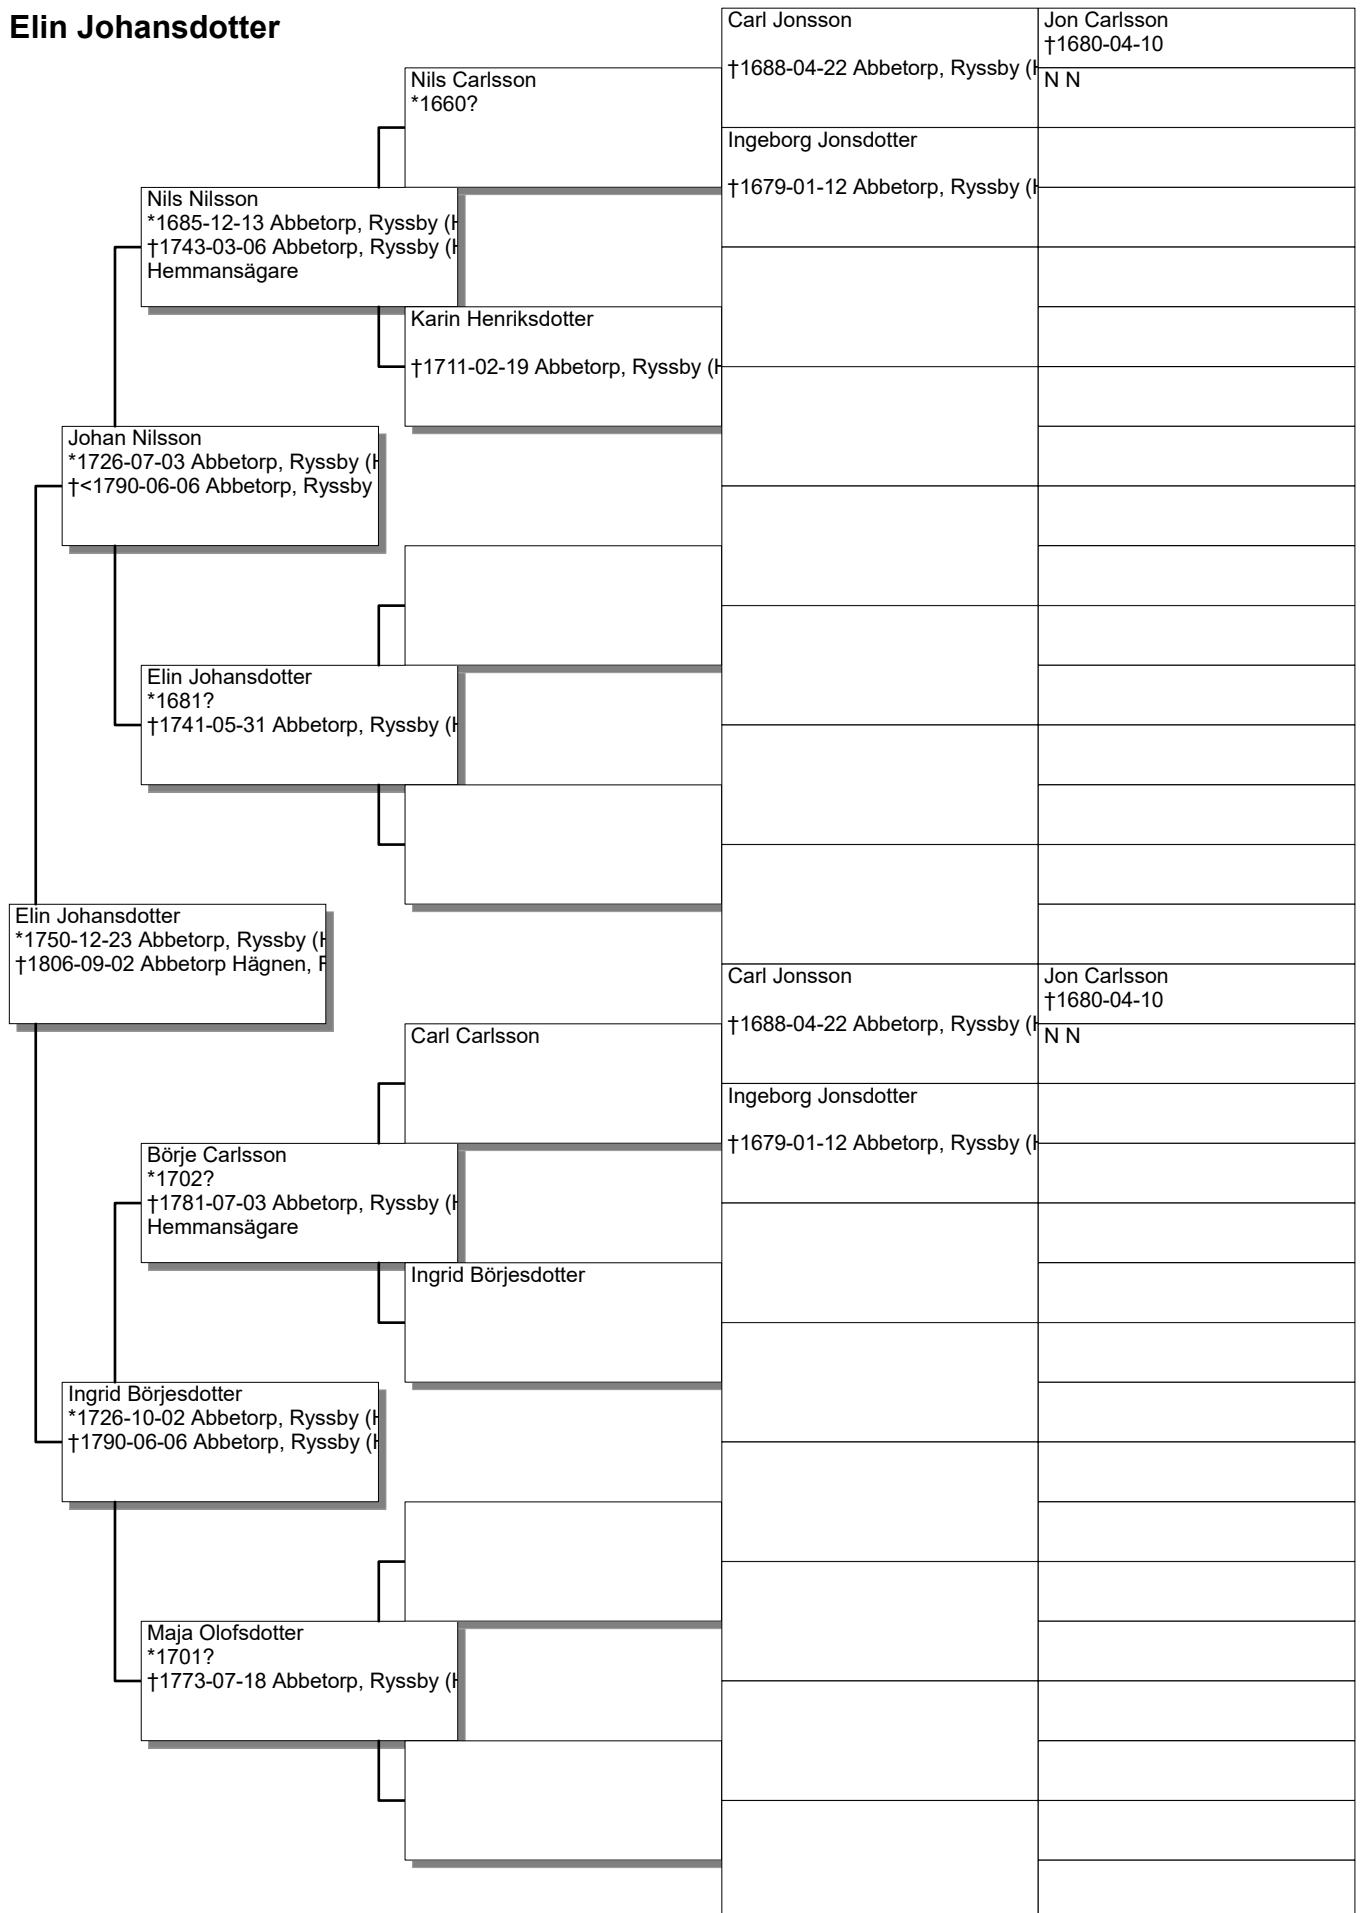 Elin Johansdotter
Carl Jonsson
†1688-04-22 Abbetorp, Ryssby (H
Jon Carlsson
†1680-04-10
N N
Nils Carlsson
*1660?
Ingeborg Jonsdotter
†1679-01-12 Abbetorp, Ryssby (H
Nils Nilsson
*1685-12-13 Abbetorp, Ryssby (H
†1743-03-06 Abbetorp, Ryssby (H
Hemmansägare
Karin Henriksdotter
†1711-02-19 Abbetorp, Ryssby (H
Johan Nilsson
*1726-07-03 Abbetorp, Ryssby (H
†<1790-06-06 Abbetorp, Ryssby
Elin Johansdotter
*1681?
†1741-05-31 Abbetorp, Ryssby (H
Elin Johansdotter
*1750-12-23 Abbetorp, Ryssby (H
†1806-09-02 Abbetorp Hägnen, R
Carl Jonsson
†1688-04-22 Abbetorp, Ryssby (H
Jon Carlsson
†1680-04-10
N N
Carl Carlsson
Ingeborg Jonsdotter
†1679-01-12 Abbetorp, Ryssby (H
Börje Carlsson
*1702?
†1781-07-03 Abbetorp, Ryssby (H
Hemmansägare
Ingrid Börjesdotter
Ingrid Börjesdotter
*1726-10-02 Abbetorp, Ryssby (H
†1790-06-06 Abbetorp, Ryssby (H
Maja Olofsdotter
*1701?
†1773-07-18 Abbetorp, Ryssby (H